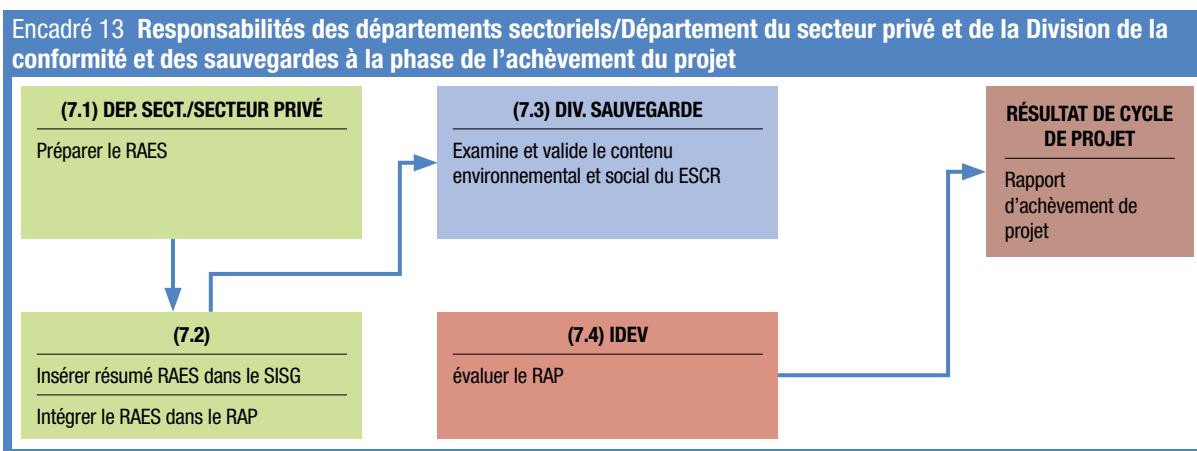 Encadré 13 Responsabilités des départements sectoriels/Département du secteur privé et de la Division de la
conformité et des sauvegardes à la phase de l'achèvement du projet
(7.1) DEP. SECT./SECTEUR PRIVÉ
Préparer le RAES
(7.2)
Insérer résumé RAES dans le SISG
Intégrer le RAES dans le RAP
(7.3) DIV. SAUVEGARDE
Examine et valide le contenu
environnemental et social du ESCR
(7.4) IDEV
évaluer le RAP
RÉSULTAT DE CYCLE
DE PROJET
Rapport
d'achèvement de
projet